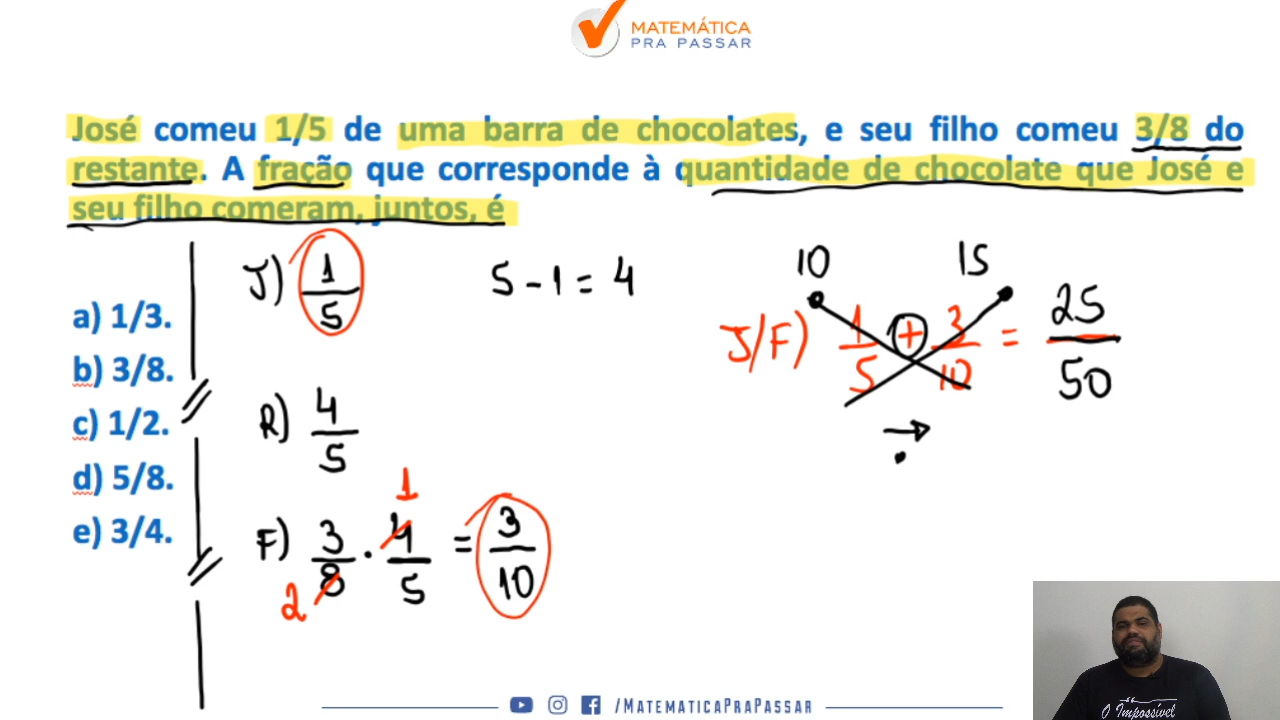 MATEMÁTICA
PRA PASSAR
José comeu 1/5 de uma barra de chocolates, e seu filho comeu 3/8 do
restante. A fração que corresponde à quantidade de chocolate que José e
seu filho comeram, juntos, é
a) 1/3.
b) 3/8.
c) 1/2.
d) 5/8.
e) 3/4.
J) 1/5
5 - 1 = 4
R) 4/5
F) 3/8 . 4/5 = 3/10
2 1
10 15
J/F) 1/5 + 3/10 = 25/50
/MATEMATICAPRAPASSAR
O Impossível